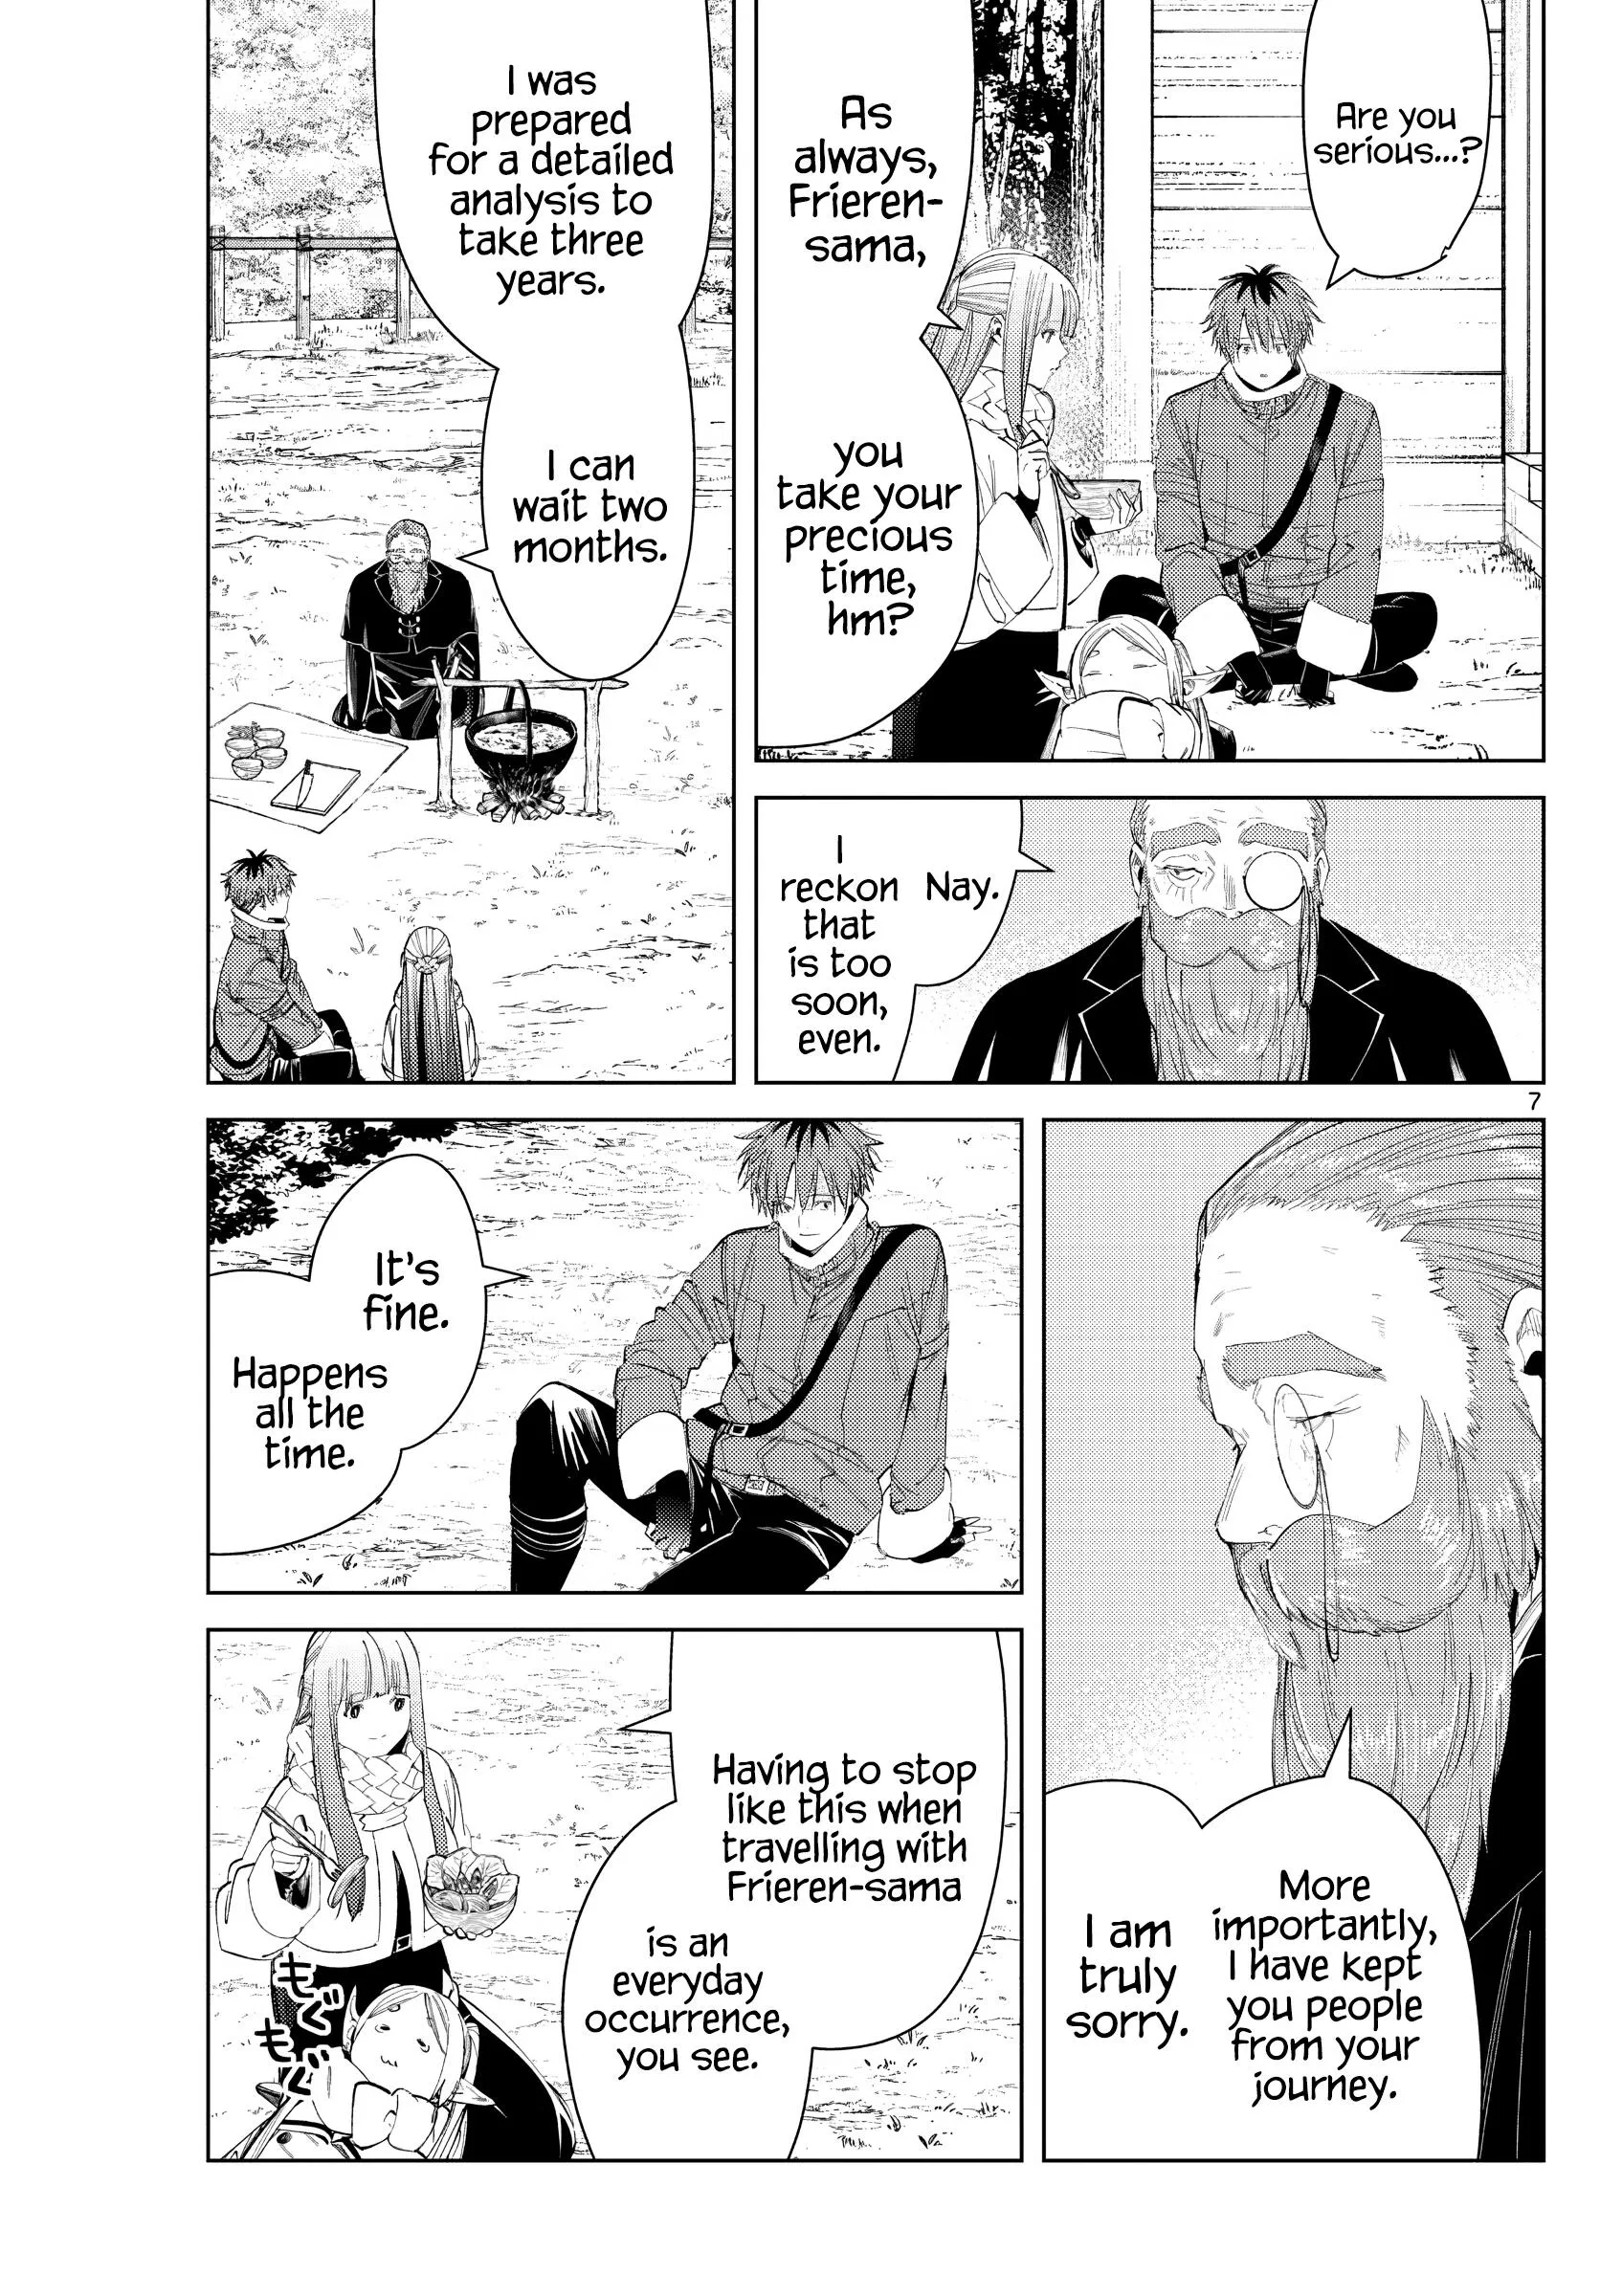 Are you
serious...?
As
always,
Frieren-
sama,
you
take your
precious
time,
hm?
Nay.
I
reckon
that
is too
soon,
even.
I was
prepared
for a detailed
analysis to
take three
years.
I can
wait two
months.
7
More
importantly,
I have kept
you people
from your
journey.
I am
truly
sorry.
It's
fine.
Happens
all the
time.
Having to stop
like this when
travelling with
Frieren-sama
is an
everyday
occurrence,
you see.
もぐ
もぐ